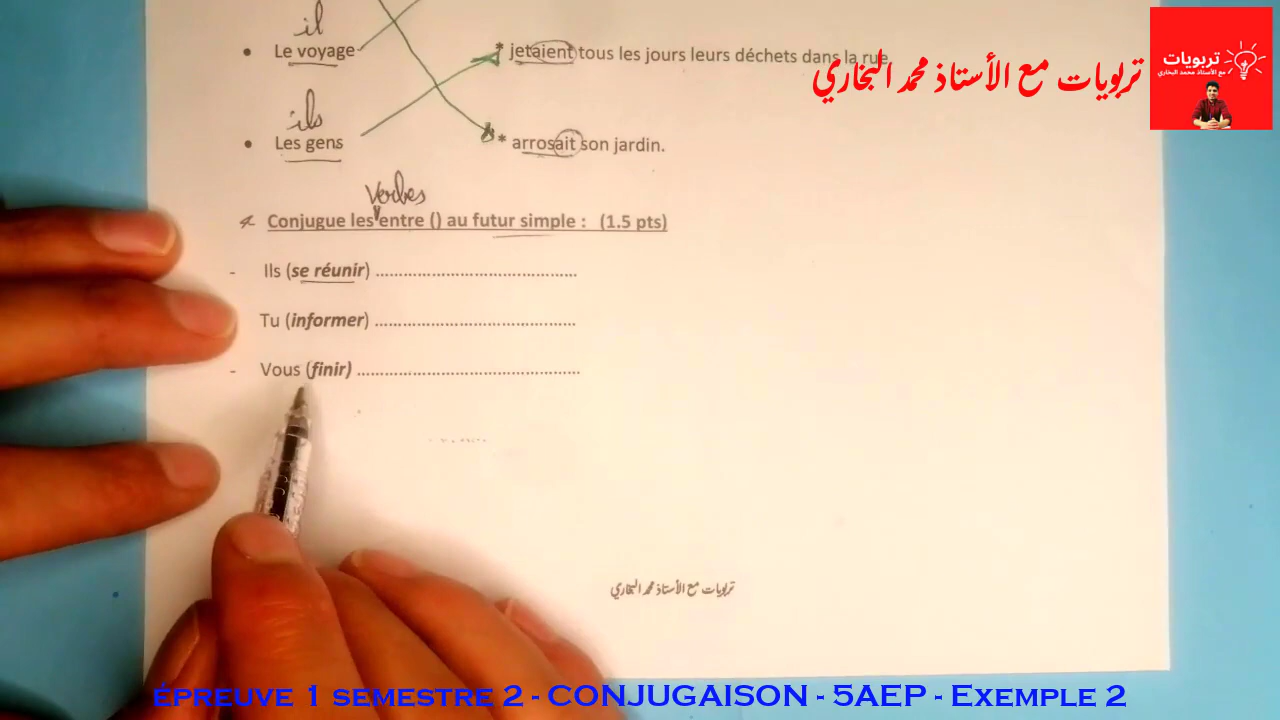 il
• Le voyage
* jetaient tous les jours leurs déchets dans la rue.
تربويات مع الأستاذ محمد البخاري
تربويات
مع الأستاذ محمد البخاري
ils
• Les gens
* arrosait son jardin.
Verbes
Conjugue les entre () au futur simple : (1.5 pts)
- Ils (se réunir) ............................................
Tu (informer) ............................................
- Vous (finir) ................................................
تربويات مع الأستاذ محمد البخاري
épreuve 1 semestre 2 - CONJUGAISON - 5AEP - Exemple 2